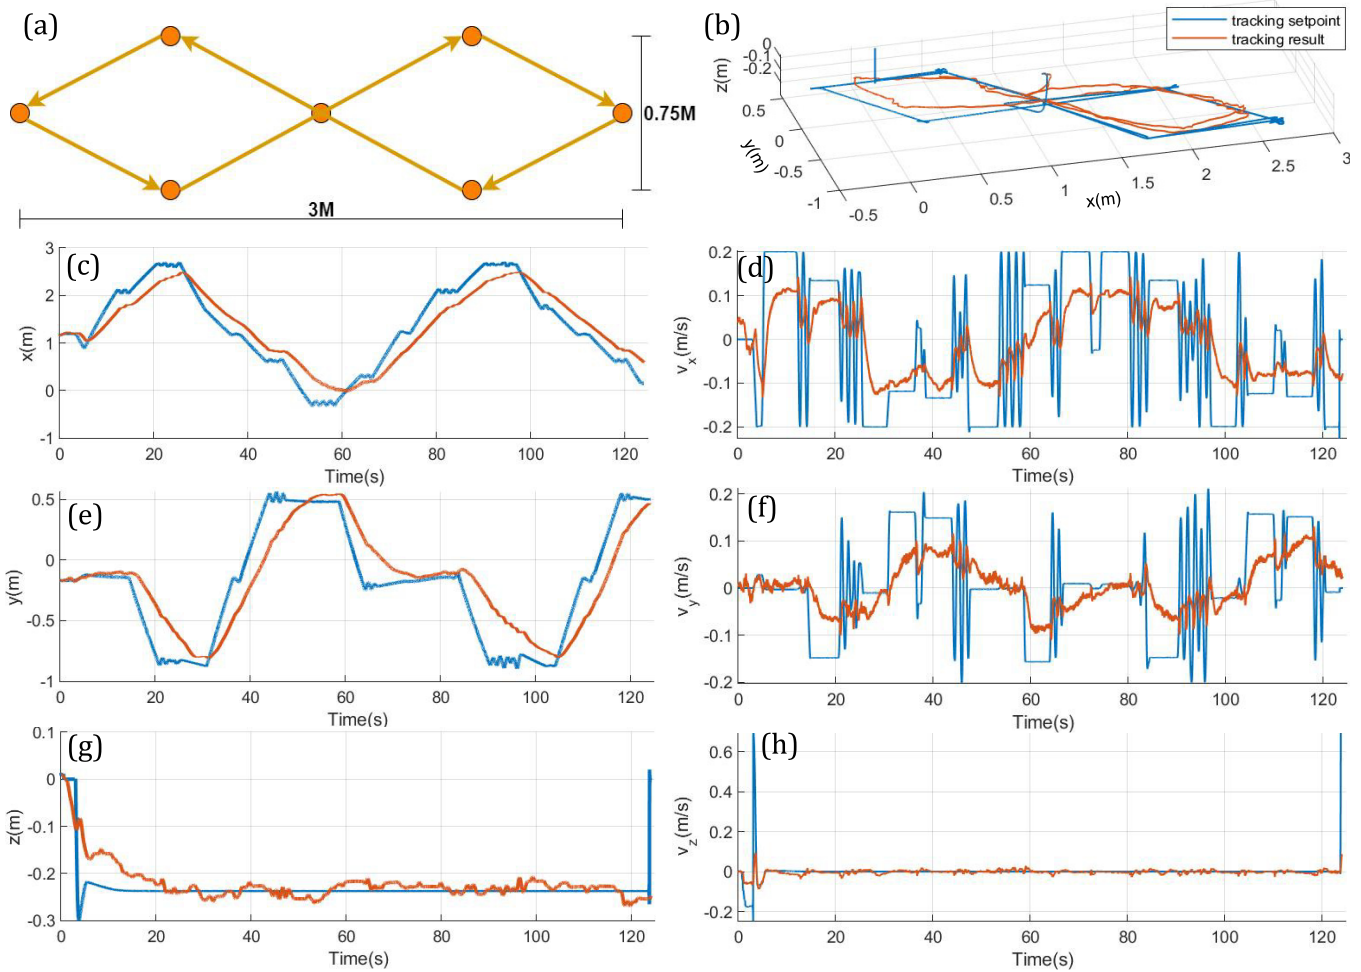 (a)
0.75M
3M
(b)
tracking setpoint
tracking result
0
-0.1
-0.2
z(m)
0.5
0
-0.5
-1
y(m)
-0.5
0
0.5
1
1.5
2
2.5
3
x(m)
(c)
3
2
1
0
-1
x(m)
0 20 40 60 80 100 120
Time(s)
(d)
0.2
0.1
0
-0.1
-0.2
v_x(m/s)
0 20 40 60 80 100 120
Time(s)
(e)
0.5
0
-0.5
-1
y(m)
0 20 40 60 80 100 120
Time(s)
(f)
0.2
0.1
0
-0.1
-0.2
v_y(m/s)
0 20 40 60 80 100 120
Time(s)
(g)
0.1
0
-0.1
-0.2
-0.3
z(m)
0 20 40 60 80 100 120
Time(s)
(h)
0.6
0.4
0.2
0
-0.2
v_z(m/s)
0 20 40 60 80 100 120
Time(s)